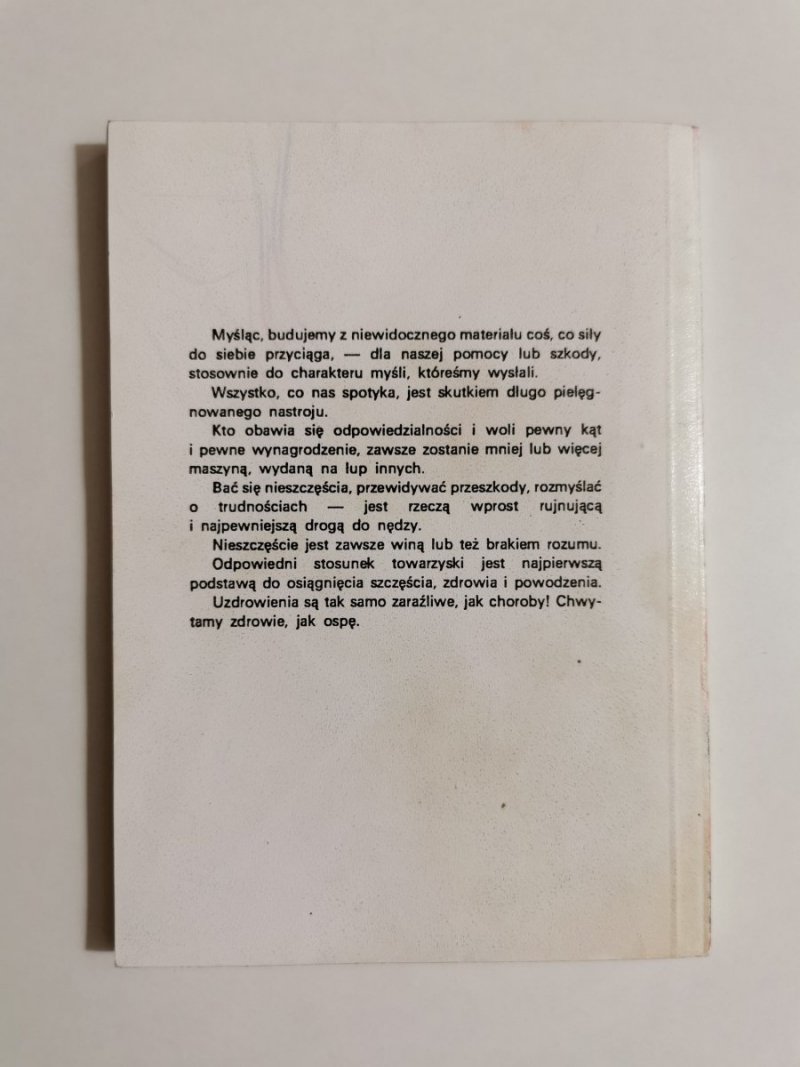 Myśląc, budujemy z niewidocznego materiału coś, co siły
do siebie przyciąga, — dla naszej pomocy lub szkody,
stosownie do charakteru myśli, któreśmy wysłali.
Wszystko, co nas spotyka, jest skutkiem długo pielęg-
nowanego nastroju.
Kto obawia się odpowiedzialności i woli pewny kąt
i pewne wynagrodzenie, zawsze zostanie mniej lub więcej
maszyną, wydaną na łup innych.
Bać się nieszczęścia, przewidywać przeszkody, rozmyślać
o trudnościach — jest rzeczą wprost rujnującą
i najpewniejszą drogą do nędzy.
Nieszczęście jest zawsze winą lub też brakiem rozumu.
Odpowiedni stosunek towarzyski jest najpierwszą
podstawą do osiągnięcia szczęścia, zdrowia i powodzenia.
Uzdrowienia są tak samo zaraźliwe, jak choroby! Chwy-
tamy zdrowie, jak ospę.